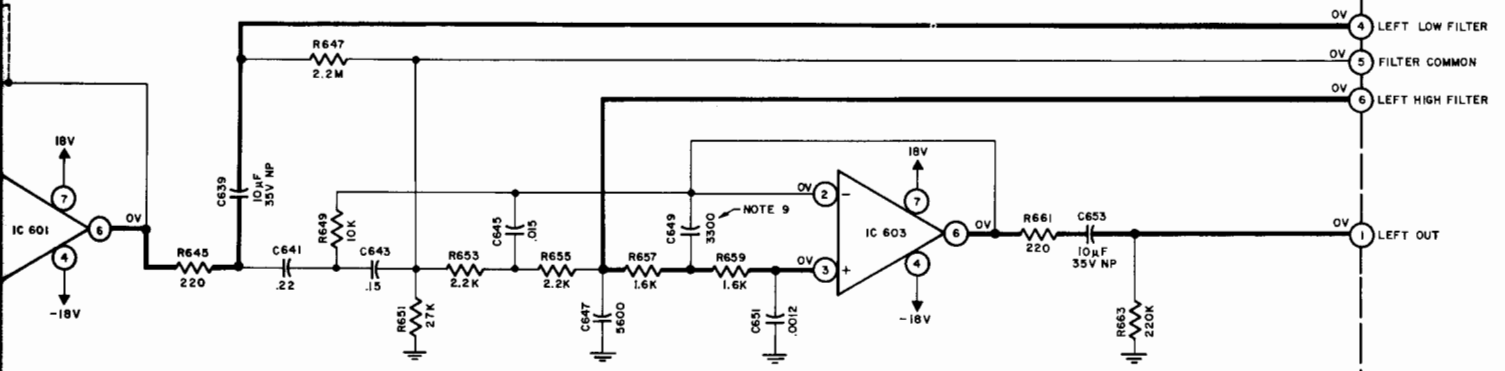 0V 4 LEFT LOW FILTER
R647
2.2M
0V 5 FILTER COMMON
0V 6 LEFT HIGH FILTER
18V
7
IC 601
6
0V
4
-18V
R645
220
C639
10µF
35V NP
C641
.22
R649
10K
C643
.15
R651
27K
R653
2.2K
C645
.015
R655
2.2K
C647
5600
R657
1.6K
C649
3300
NOTE 9
R659
1.6K
C651
.0012
0V 2 -
0V 3 +
18V
7
IC 603
6
0V
4
-18V
R661
220
C653
10µF
35V NP
R663
220K
0V 1 LEFT OUT